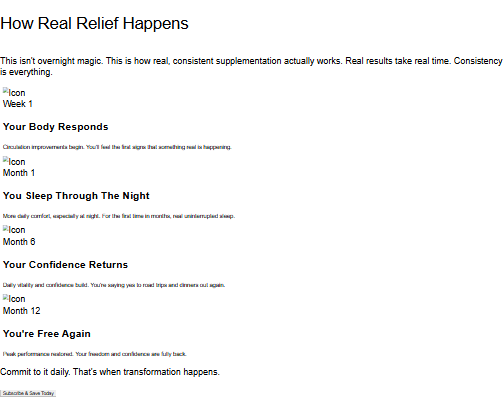 How Real Relief Happens
This isn't overnight magic. This is how real, consistent supplementation actually works. Real results take real time. Consistency
is everything.
Icon
Week 1
Your Body Responds
Circulation improvements begin. You'll feel the first signs that something real is happening.
Icon
Month 1
You Sleep Through The Night
More daily comfort, especially at night. For the first time in months, real uninterrupted sleep.
Icon
Month 6
Your Confidence Returns
Daily vitality and confidence build. You're saying yes to road trips and dinners out again.
Icon
Month 12
You're Free Again
Peak performance restored. Your freedom and confidence are fully back.
Commit to it daily. That's when transformation happens.
Subscribe & Save Today